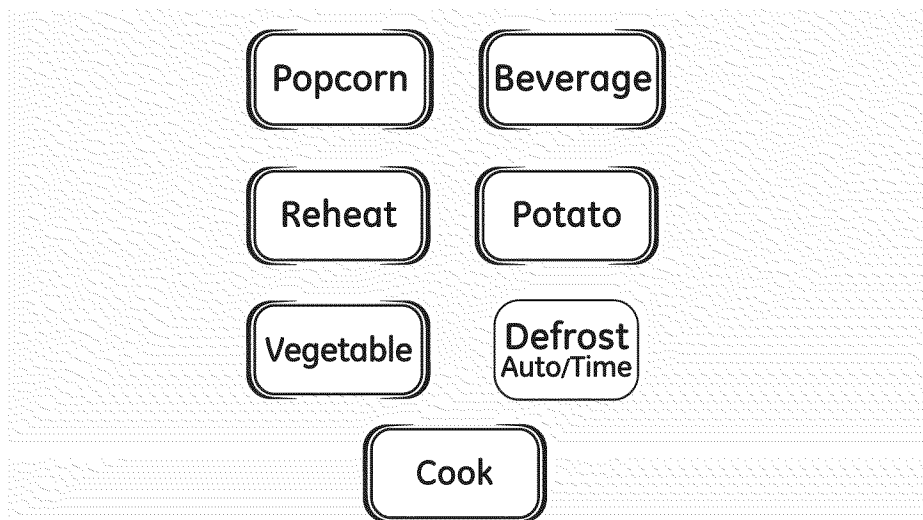 Popcorn Beverage
Reheat Potato
Vegetable Defrost
Auto/Time
Cook